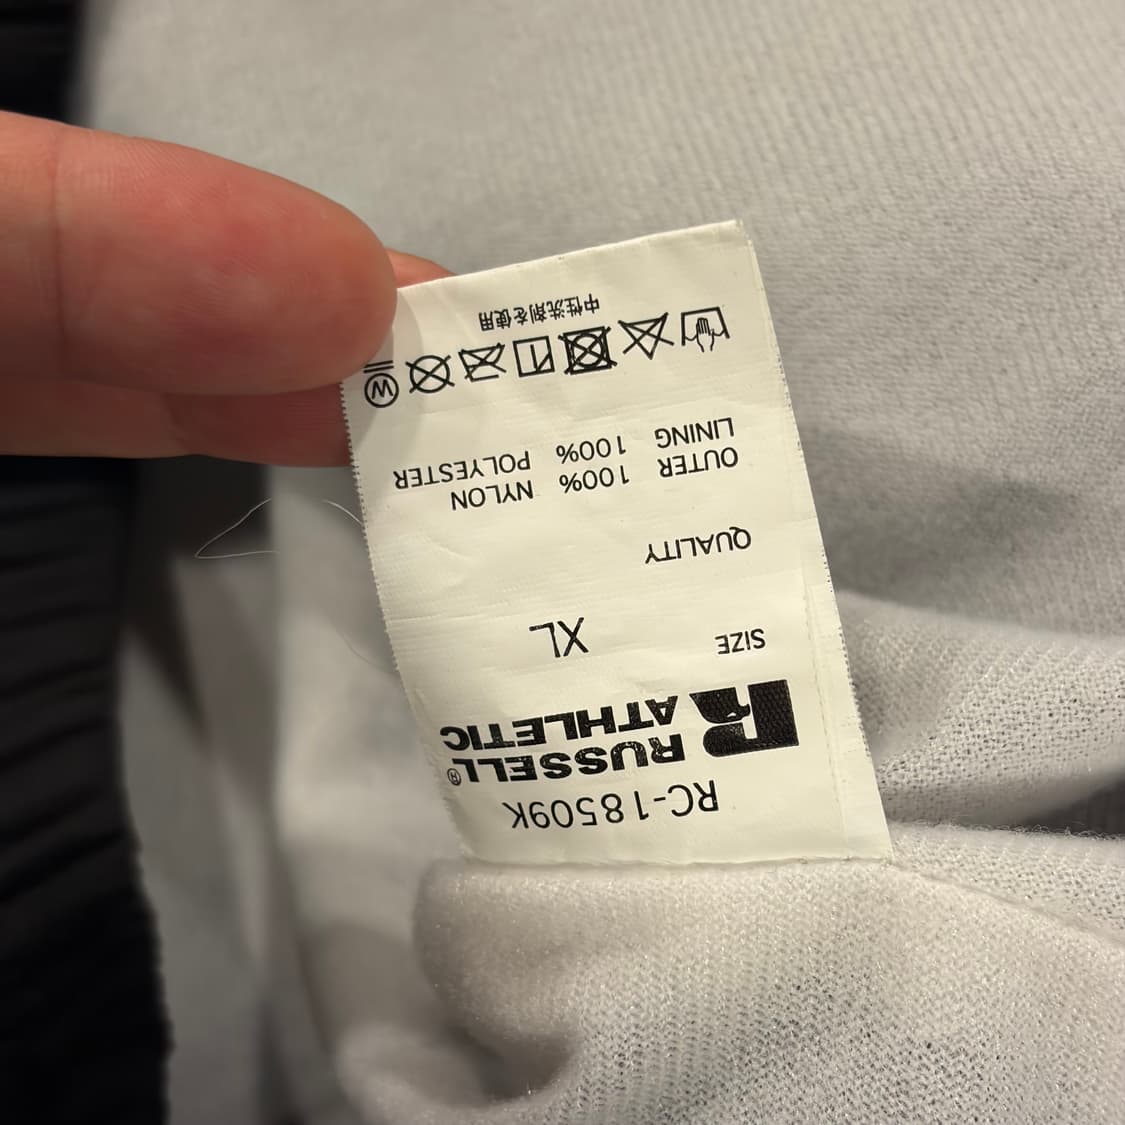 RC-18509K
RUSSELL®
ATHLETIC
SIZE XL
QUALITY
OUTER 100% NYLON
LINING 100% POLYESTER
W
中性洗剤を使用